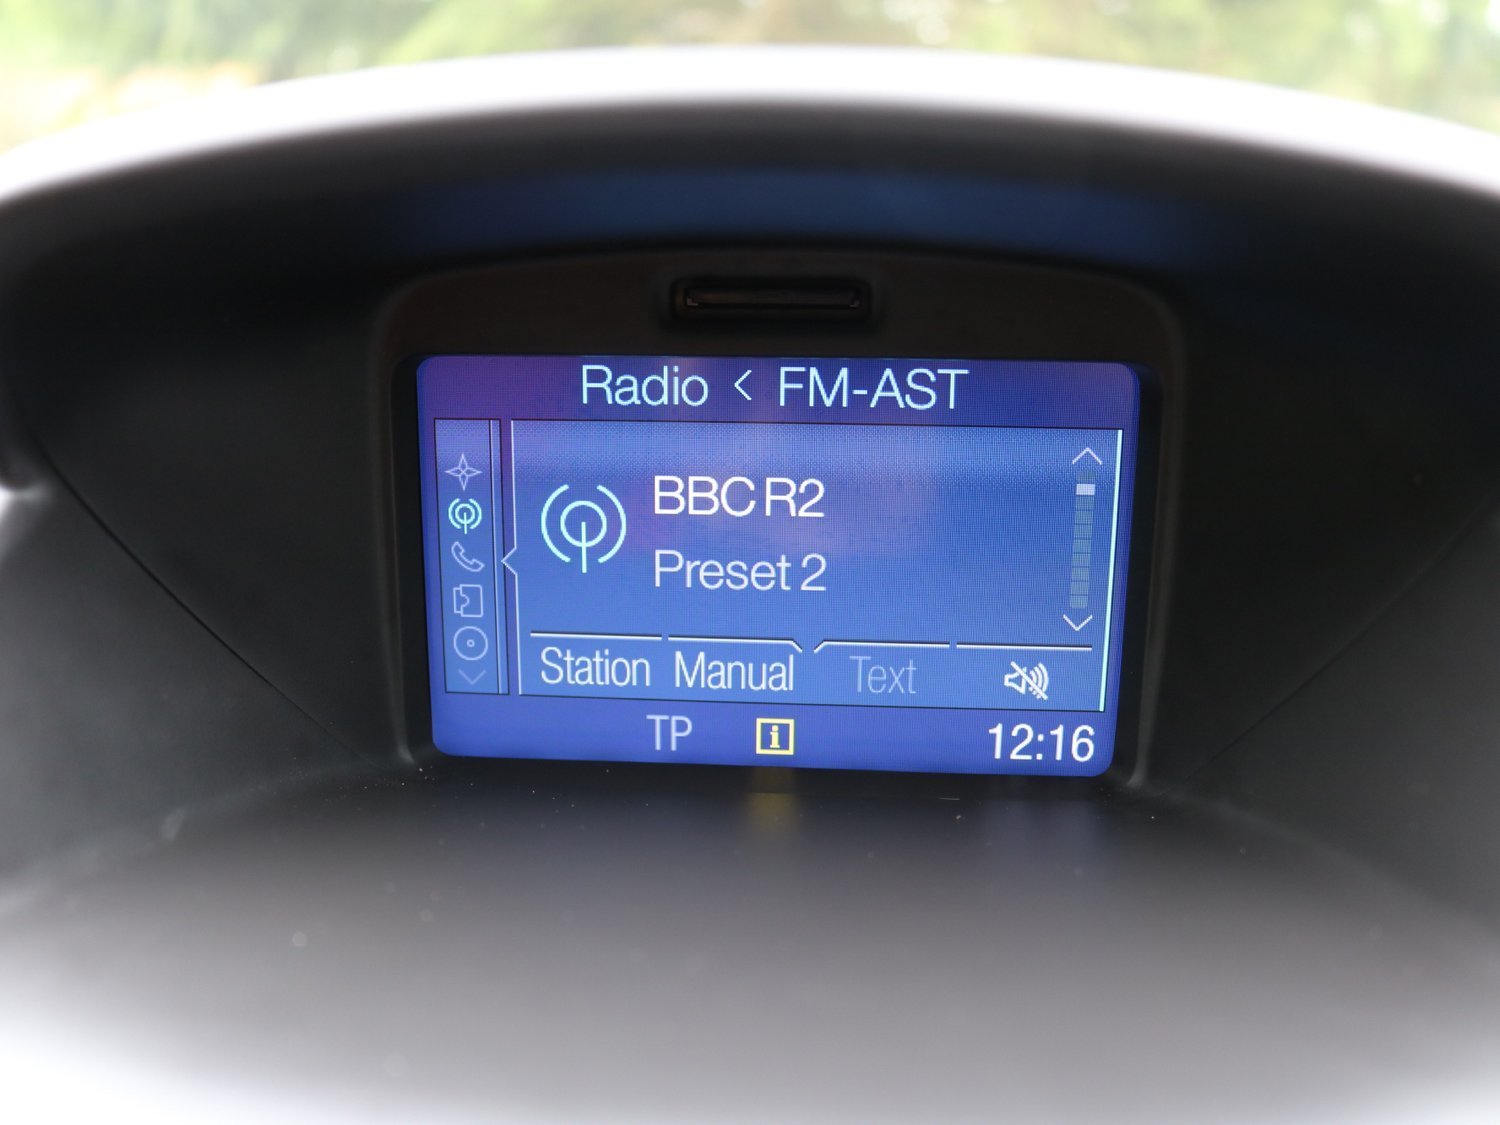 Radio < FM-AST
BBC R2
Preset 2
Station Manual Text
TP i 12:16